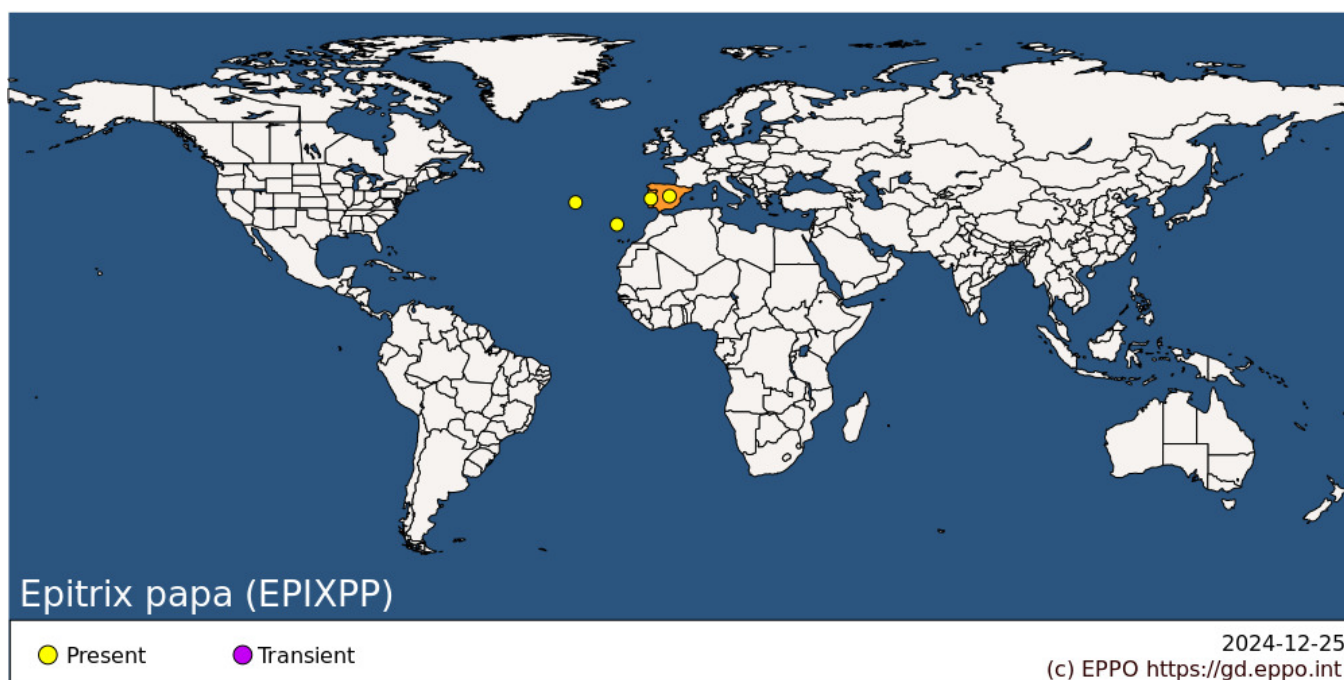 Epitrix papa (EPIXPP)
Present
Transient
2024-12-25
(c) EPPO https://gd.eppo.int